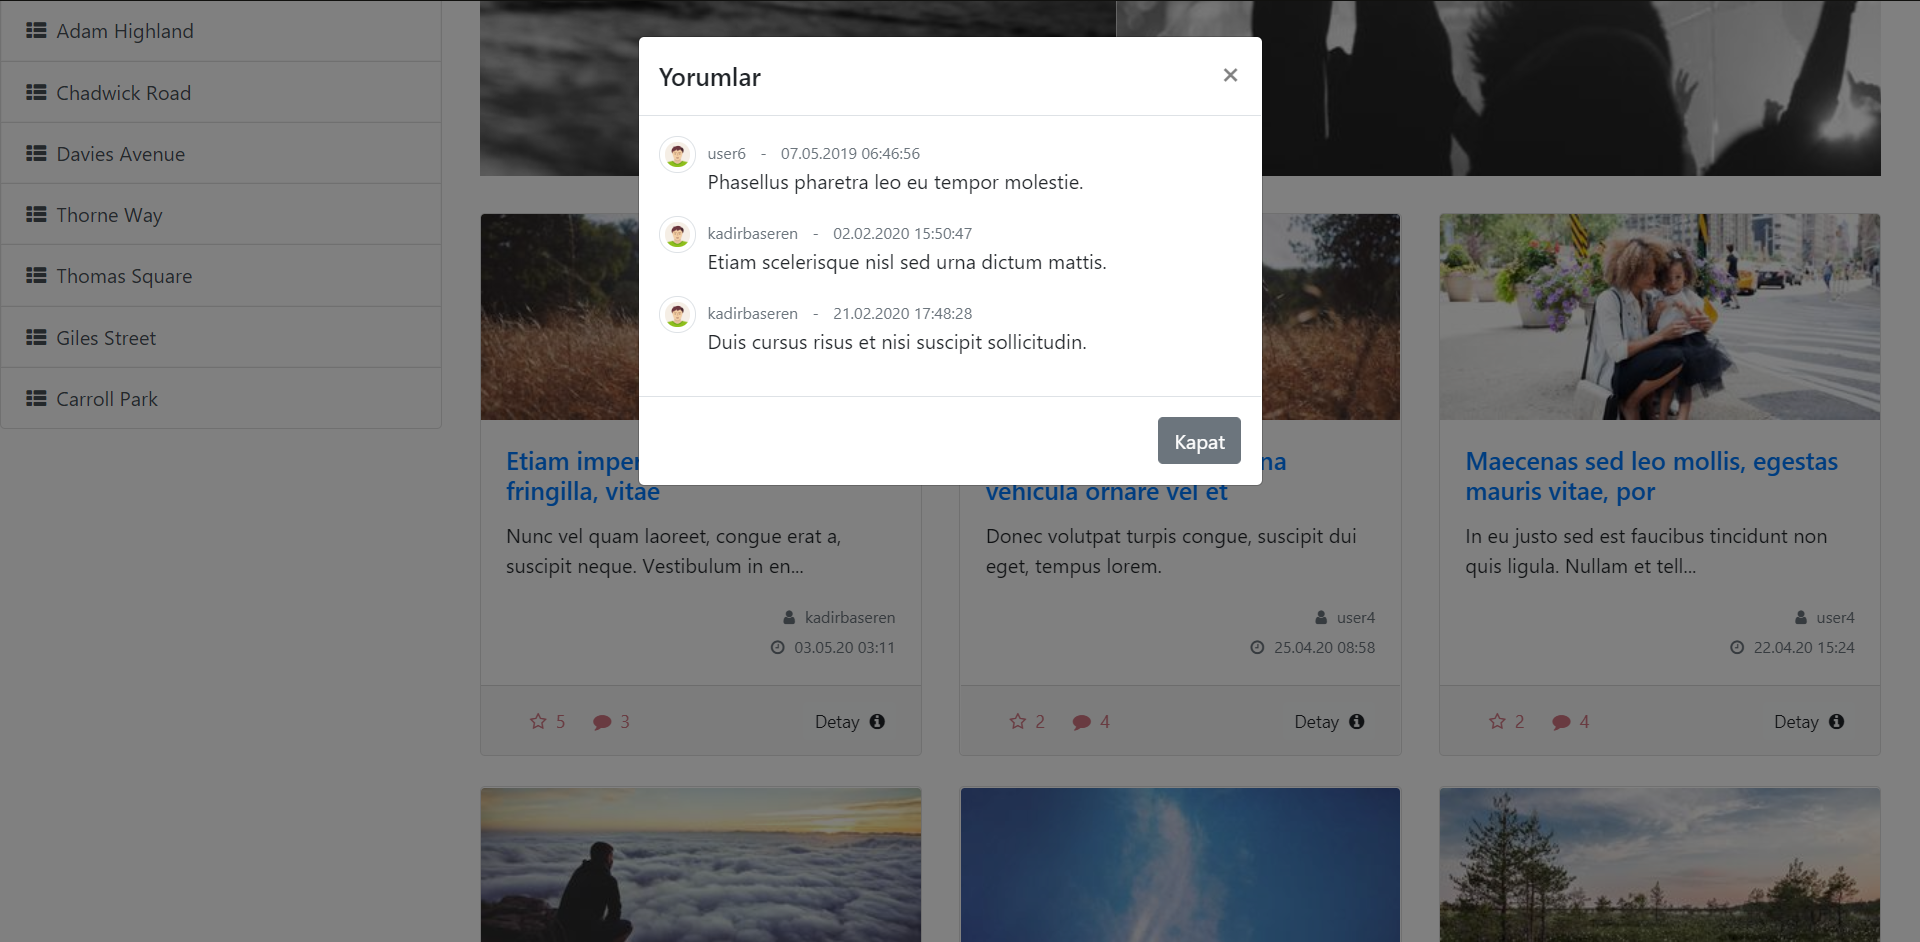 Adam Highland
Chadwick Road
Davies Avenue
Thorne Way
Thomas Square
Giles Street
Carroll Park
Yorumlar ×
user6 - 07.05.2019 06:46:56
Phasellus pharetra leo eu tempor molestie.
kadirbaseren - 02.02.2020 15:50:47
Etiam scelerisque nisl sed urna dictum mattis.
kadirbaseren - 21.02.2020 17:48:28
Duis cursus risus et nisi suscipit sollicitudin.
Kapat
Etiam
fringilla, vitae
Nunc vel quam laoreet, congue erat a,
suscipit neque. Vestibulum in en...
kadirbaseren
03.05.20 03:11
5 3 Detay
vehicula ornare vel et
Donec volutpat turpis congue, suscipit dui
eget, tempus lorem.
user4
25.04.20 08:58
2 4 Detay
Maecenas sed leo mollis, egestas
mauris vitae, por
In eu justo sed est faucibus tincidunt non
quis ligula. Nullam et tell...
user4
22.04.20 15:24
2 4 Detay